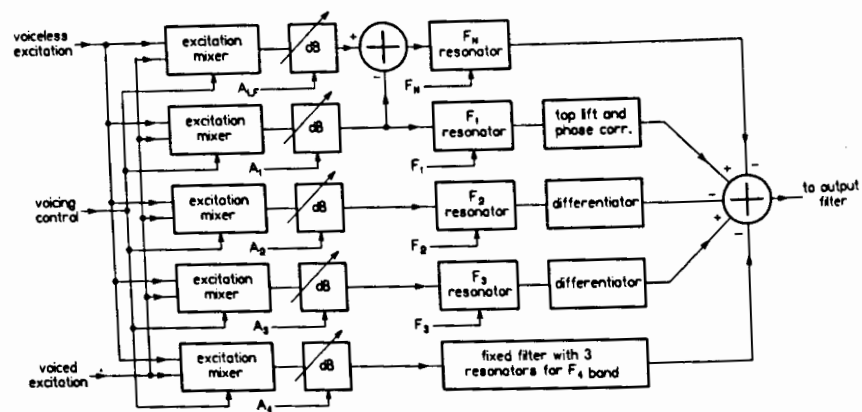 voiceless
excitation
excitation
mixer
dB
A_LF
+
-
F_N
resonator
F_N
excitation
mixer
dB
A_1
F_1
resonator
F_1
top lift and
phase corr.
voicing
control
excitation
mixer
dB
A_2
F_2
resonator
F_2
differentiator
+
-
-
+
-
to output
filter
excitation
mixer
dB
A_3
F_3
resonator
F_3
differentiator
voiced
excitation
excitation
mixer
dB
A_4
fixed filter with 3
resonators for F_4 band